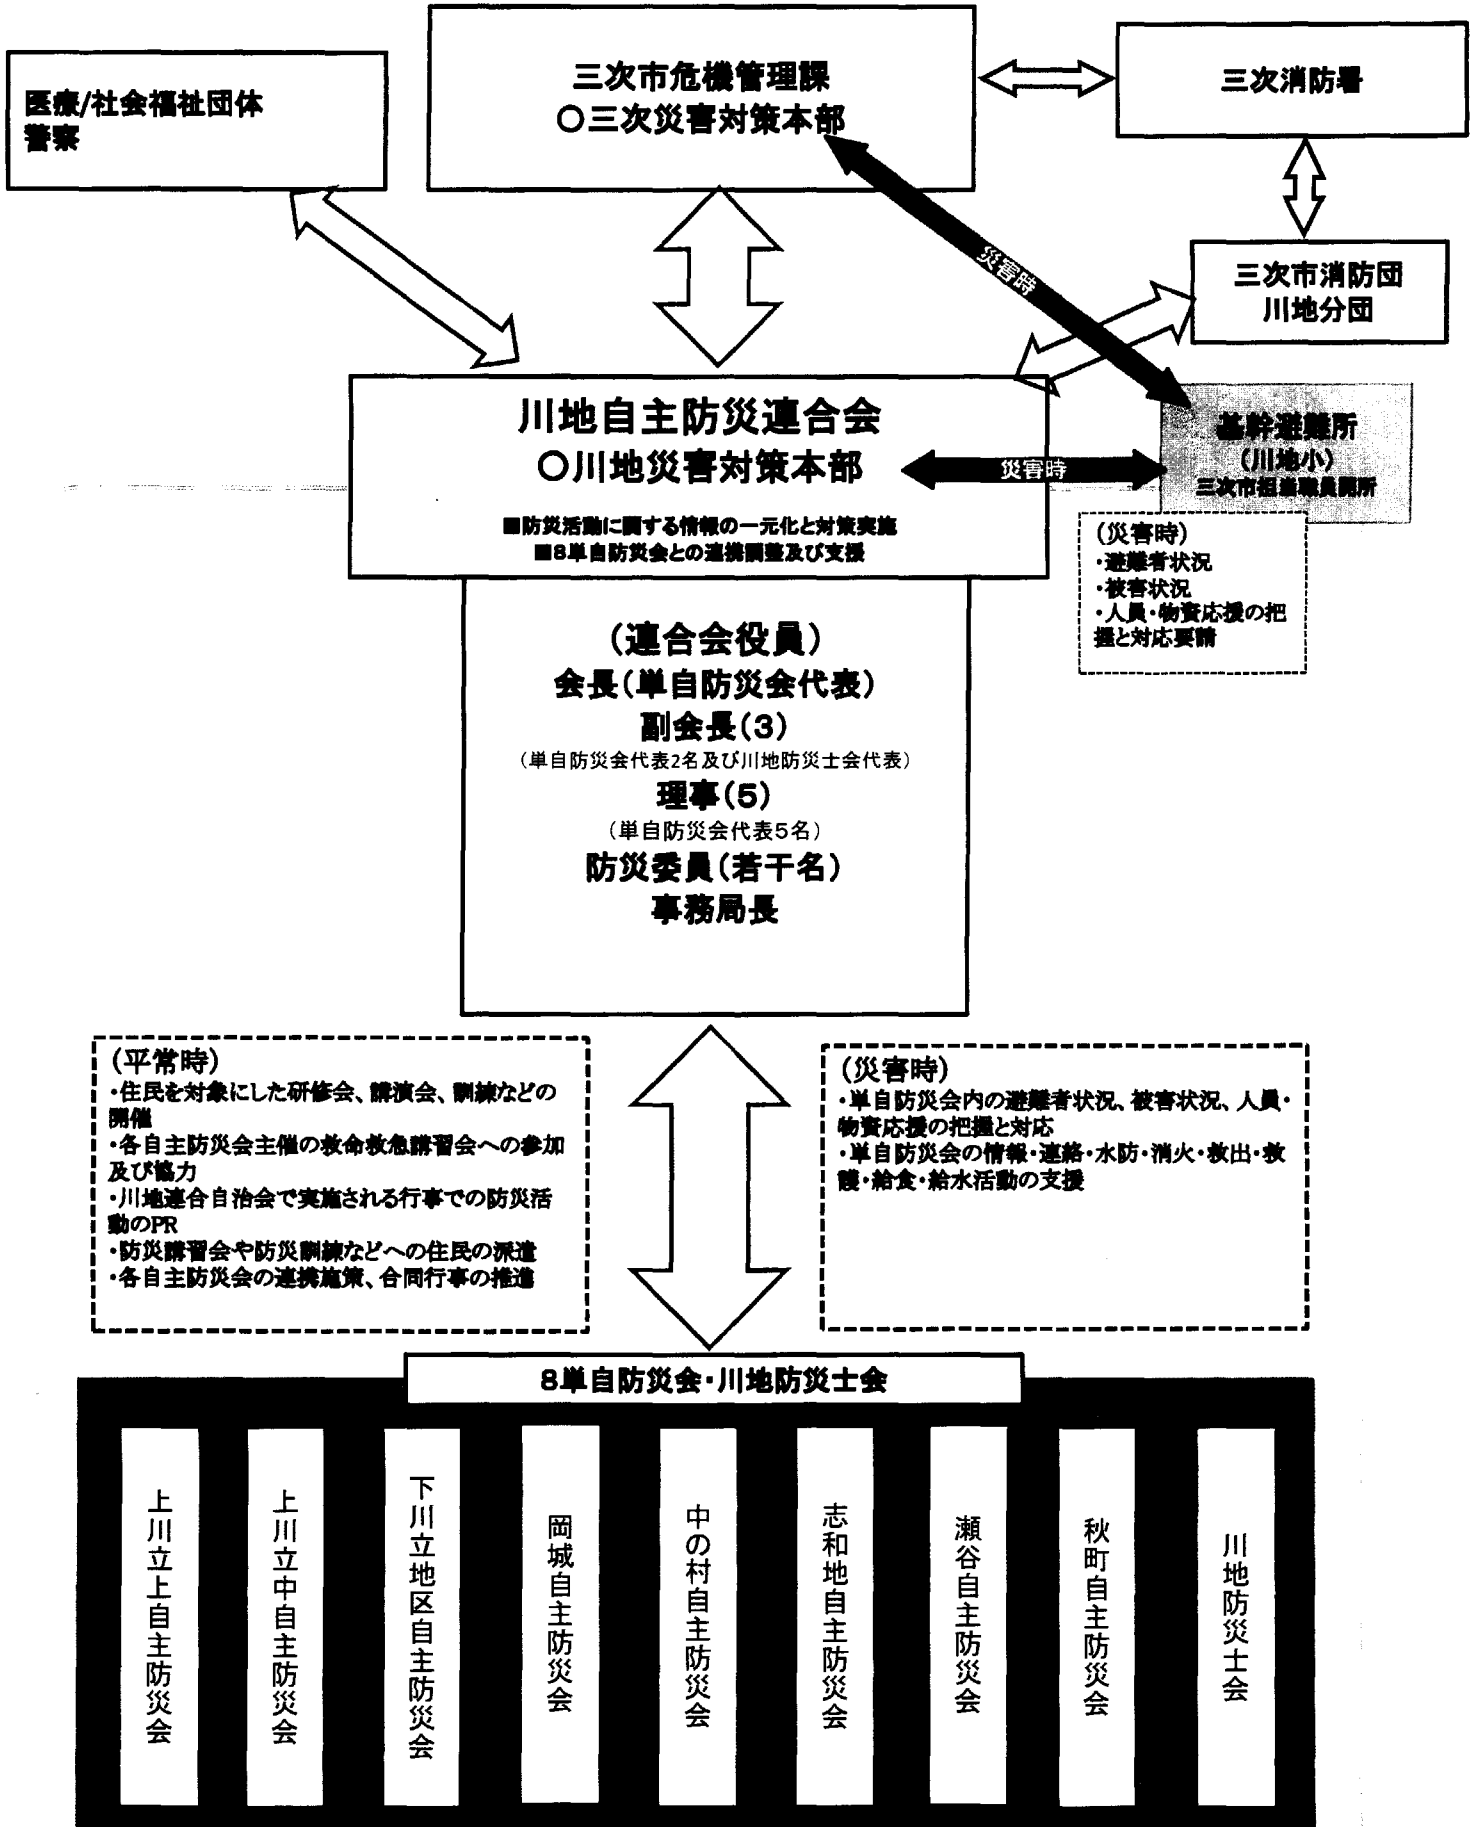 医療/社会福祉団体
警察
三次市危機管理課
〇三次災害対策本部
三次消防署
災害時
三次市消防団
川地分団
川地自主防災連合会
〇川地災害対策本部
■防災活動に関する情報の一元化と対策実施
■8単自防災会との連携調整及び支援
災害時
基幹避難所
(川地小)
三次市担当職員開所
(災害時)
・避難者状況
・被害状況
・人員・物資応援の把
握と対応要請
(連合会役員)
会長(単自防災会代表)
副会長(3)
(単自防災会代表2名及び川地防災士会代表)
理事(5)
(単自防災会代表5名)
防災委員(若干名)
事務局長
(平常時)
・住民を対象にした研修会、講演会、訓練などの
開催
・各自主防災会主催の救命救急講習会への参加
及び協力
・川地連合自治会で実施される行事での防災活
動のPR
・防災講習会や防災訓練などへの住民の派遣
・各自主防災会の連携施策、合同行事の推進
(災害時)
・単自防災会内の避難者状況、被害状況、人員・
物資応援の把握と対応
・単自防災会の情報・連絡・水防・消火・救出・救
護・給食・給水活動の支援
8単自防災会・川地防災士会
上川立上自主防災会
上川立中自主防災会
下川立地区自主防災会
岡城自主防災会
中の村自主防災会
志和地自主防災会
瀬谷自主防災会
秋町自主防災会
川地防災士会